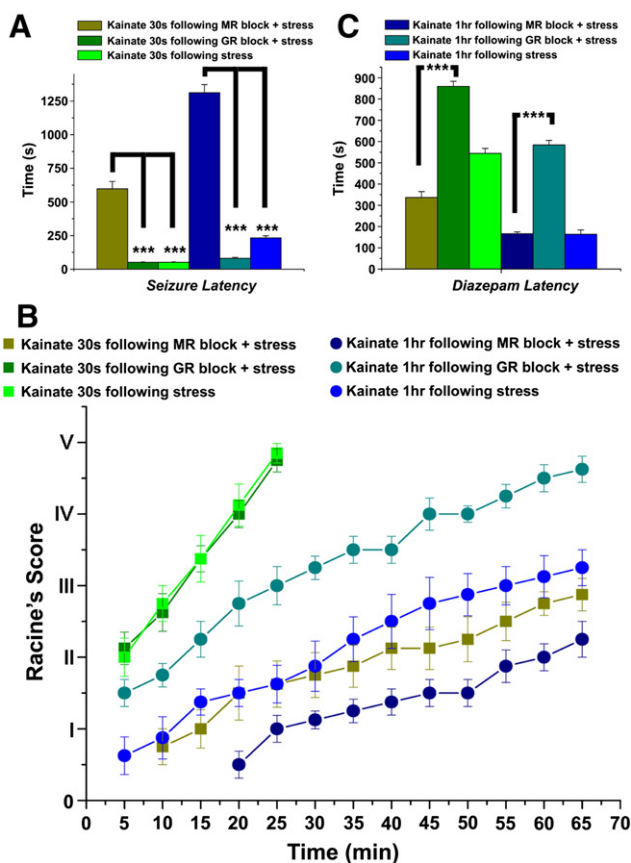 A
Kainate 30s following MR block + stress
Kainate 30s following GR block + stress
Kainate 30s following stress
1250
1000
750
500
250
0
Time (s)
*** *** *** ***
Seizure Latency
C
Kainate 1hr following MR block + stress
Kainate 1hr following GR block + stress
Kainate 1hr following stress
900
800
700
600
500
400
300
200
100
0
Time (s)
***
***
Diazepam Latency
B
Kainate 30s following MR block + stress
Kainate 30s following GR block + stress
Kainate 30s following stress
Kainate 1hr following MR block + stress
Kainate 1hr following GR block + stress
Kainate 1hr following stress
V
IV
III
II
I
0
Racine's Score
0 5 10 15 20 25 30 35 40 45 50 55 60 65 70
Time (min)